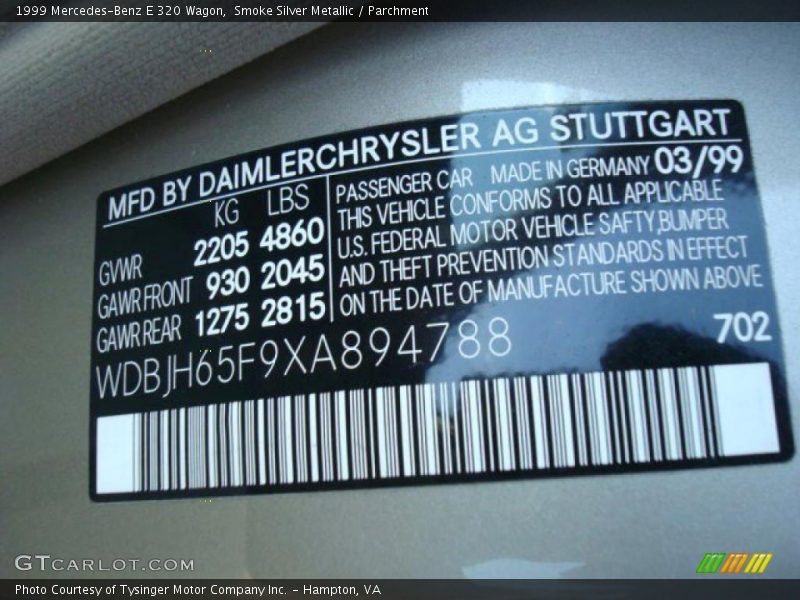 1999 Mercedes-Benz E 320 Wagon, Smoke Silver Metallic / Parchment
MFD BY DAIMLERCHRYSLER AG STUTTGART
KG LBS
GVWR 2205 4860
GAWR FRONT 930 2045
GAWR REAR 1275 2815
PASSENGER CAR MADE IN GERMANY 03/99
THIS VEHICLE CONFORMS TO ALL APPLICABLE
U.S. FEDERAL MOTOR VEHICLE SAFTY,BUMPER
AND THEFT PREVENTION STANDARDS IN EFFECT
ON THE DATE OF MANUFACTURE SHOWN ABOVE
702
WDBJH65F9XA894788
GTCARLOT.COM
Photo Courtesy of Tysinger Motor Company Inc. - Hampton, VA